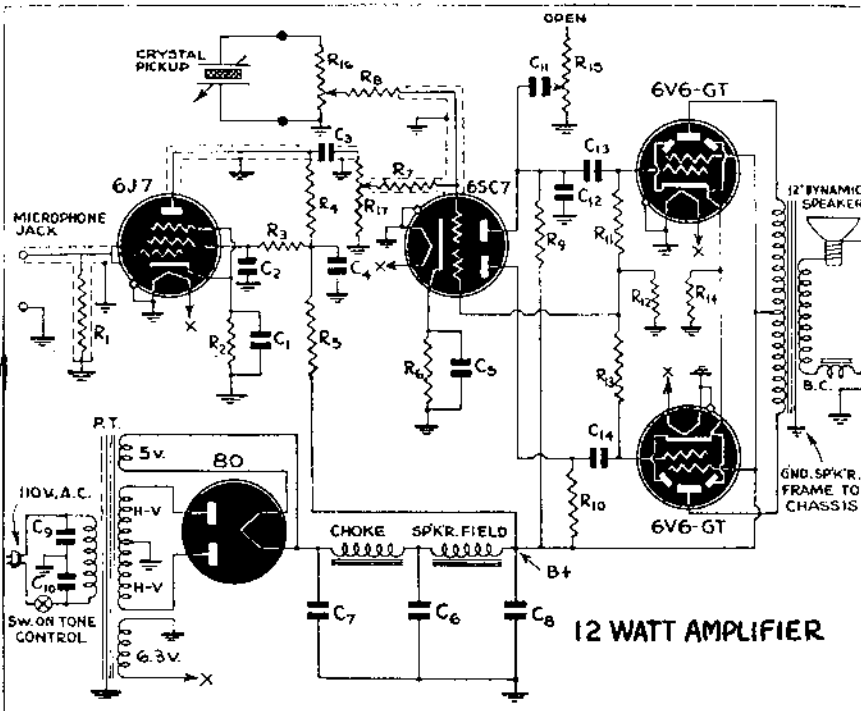 OPEN
CRYSTAL
PICKUP
R16
R8
C11
R15
6V6-GT
C3
C13
6J7
R7
6SC7
12" DYNAMIC
SPEAKER
R4
R17
C12
MICROPHONE
JACK
R3
R9
R11
C2
C4
X
X
R12
R14
X
R1
R2
C1
R5
R6
C5
R13
X
B.C.
P.T.
5V.
80
C14
110V. A.C.
H-V
R10
GND. SP'K'R.
FRAME TO
CHASSIS
C9
CHOKE
SP'K'R. FIELD
6V6-GT
C10
H-V
B+
SW. ON TONE
CONTROL
C7
C6
C8
12 WATT AMPLIFIER
6.3V.
X